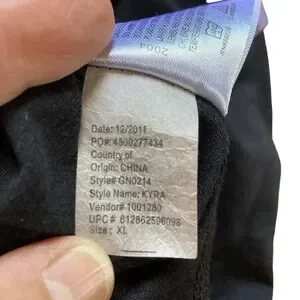 2004
Date: 12/2011
PO#: 4500277434
Country of
Origin: CHINA
Style# GN0214
Style Name: KYRA
Vendor# 1001280
UPC # 612862596098
Size : XL